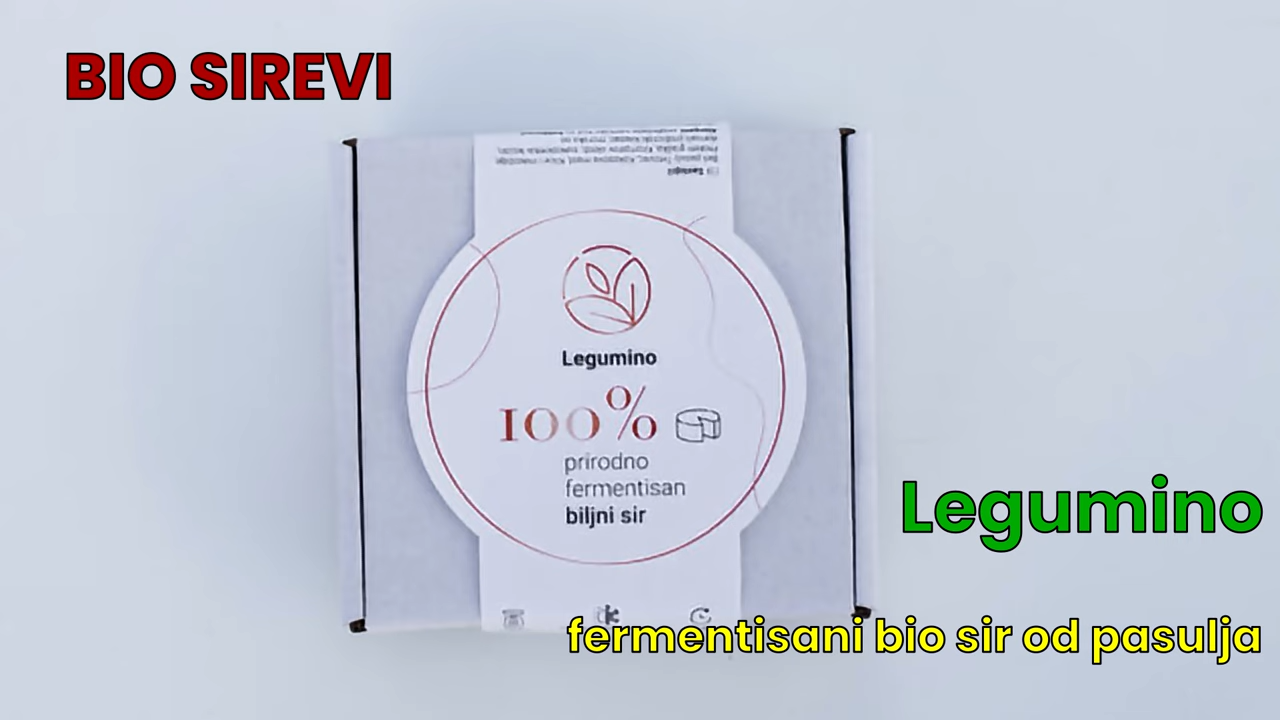 BIO SIREVI
Legumino
100%
prirodno
fermentisan
biljni sir
Legumino
fermentisani bio sir od pasulja